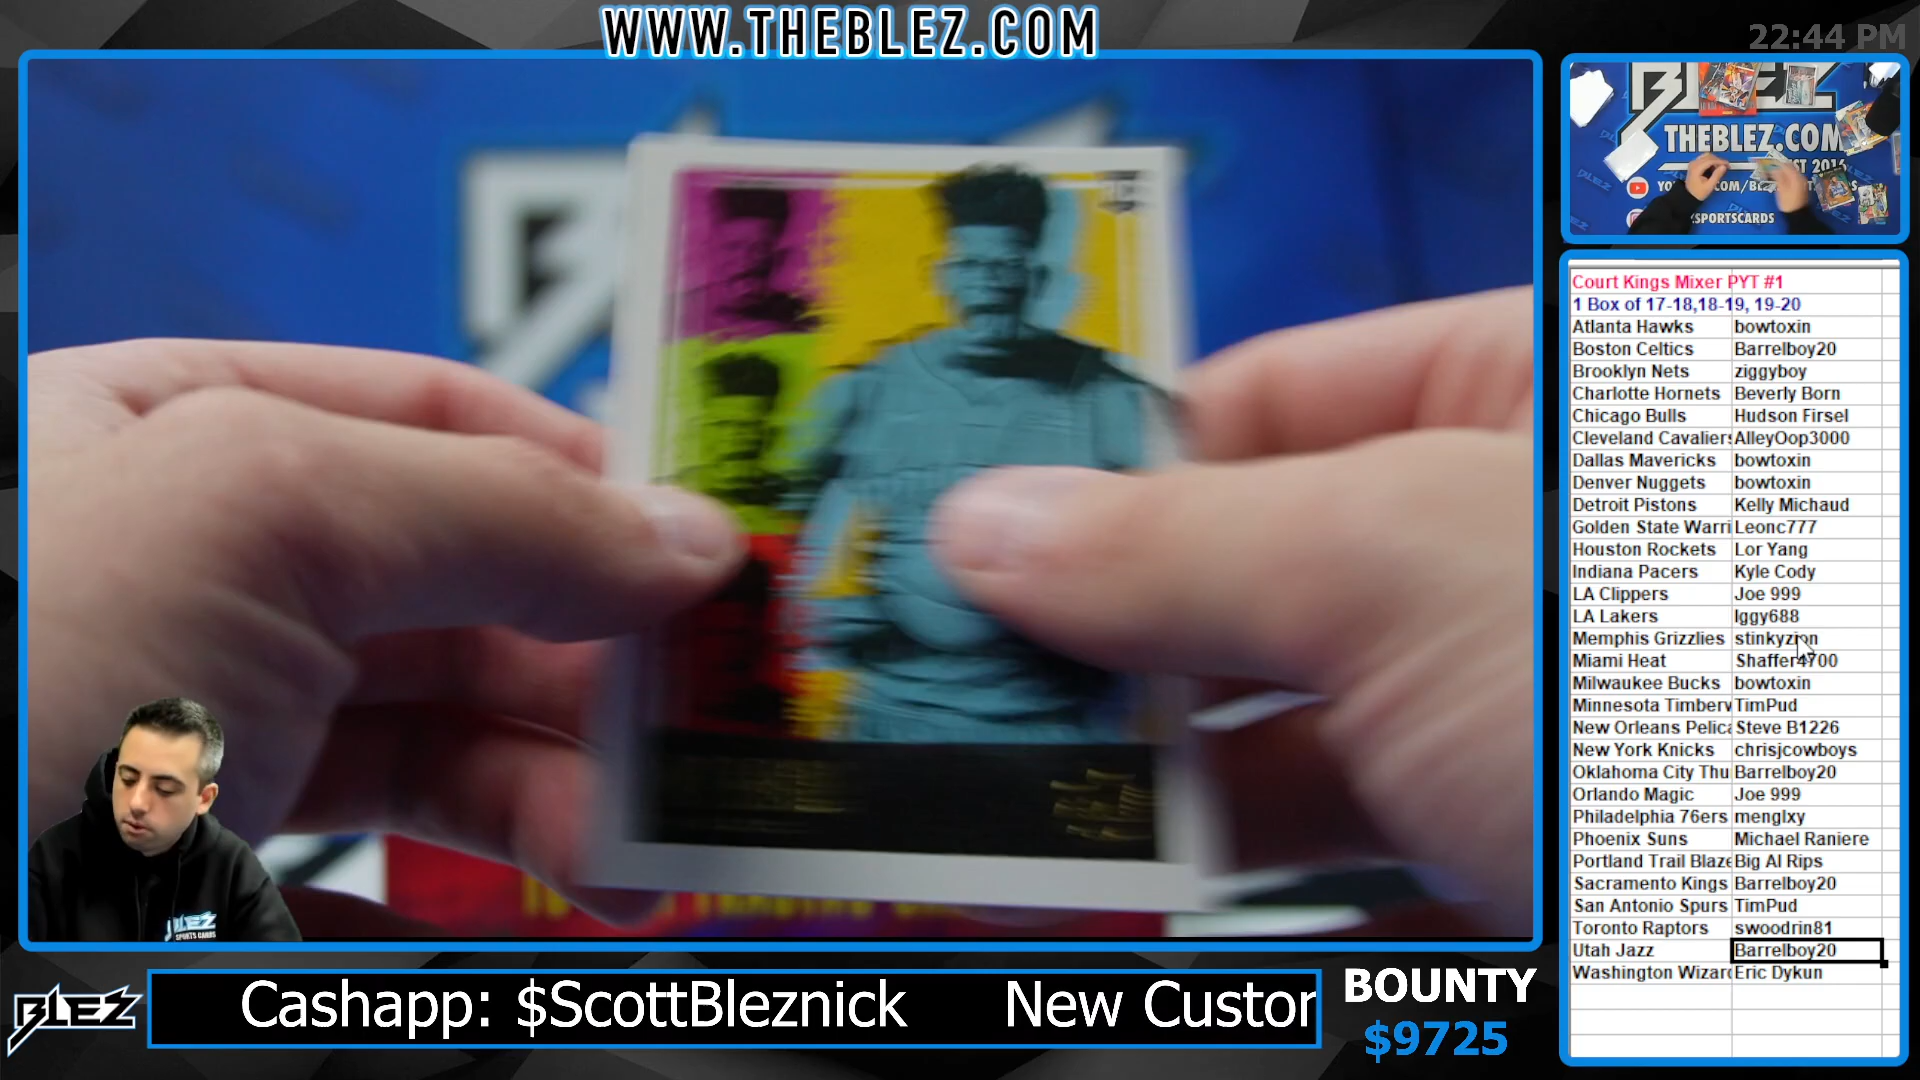 WWW.THEBLEZ.COM
22:44 PM
THEBLEZ.COM
Court Kings Mixer PYT #1
1 Box of 17-18,18-19, 19-20
Atlanta Hawks bowtoxin
Boston Celtics Barrelboy20
Brooklyn Nets ziggyboy
Charlotte Hornets Beverly Born
Chicago Bulls Hudson Firsel
Cleveland Cavaliers AlleyOop3000
Dallas Mavericks bowtoxin
Denver Nuggets bowtoxin
Detroit Pistons Kelly Michaud
Golden State Warri Leonc777
Houston Rockets Lor Yang
Indiana Pacers Kyle Cody
LA Clippers Joe 999
LA Lakers Iggy688
Memphis Grizzlies stinkyzion
Miami Heat Shaffer4700
Milwaukee Bucks bowtoxin
Minnesota Timberv TimPud
New Orleans Pelica Steve B1226
New York Knicks chrisjcowboys
Oklahoma City Thu Barrelboy20
Orlando Magic Joe 999
Philadelphia 76ers menglxy
Phoenix Suns Michael Raniere
Portland Trail Blaze Big Al Rips
Sacramento Kings Barrelboy20
San Antonio Spurs TimPud
Toronto Raptors swoodrin81
Utah Jazz Barrelboy20
Washington Wizard Eric Dykun
BLEZ
SPORTS CARDS
BLEZ
Cashapp: $ScottBleznick New Custor
BOUNTY
$9725